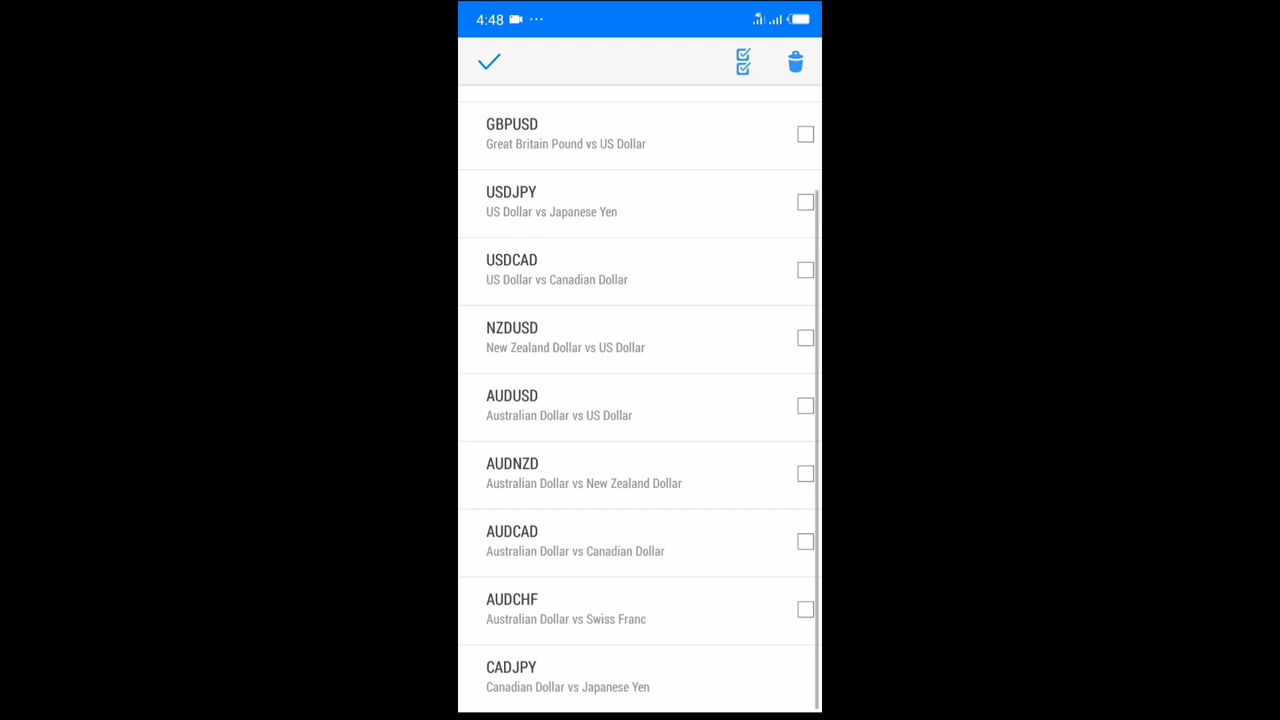 4:48
GBPUSD
Great Britain Pound vs US Dollar
USDJPY
US Dollar vs Japanese Yen
USDCAD
US Dollar vs Canadian Dollar
NZDUSD
New Zealand Dollar vs US Dollar
AUDUSD
Australian Dollar vs US Dollar
AUDNZD
Australian Dollar vs New Zealand Dollar
AUDCAD
Australian Dollar vs Canadian Dollar
AUDCHF
Australian Dollar vs Swiss Franc
CADJPY
Canadian Dollar vs Japanese Yen